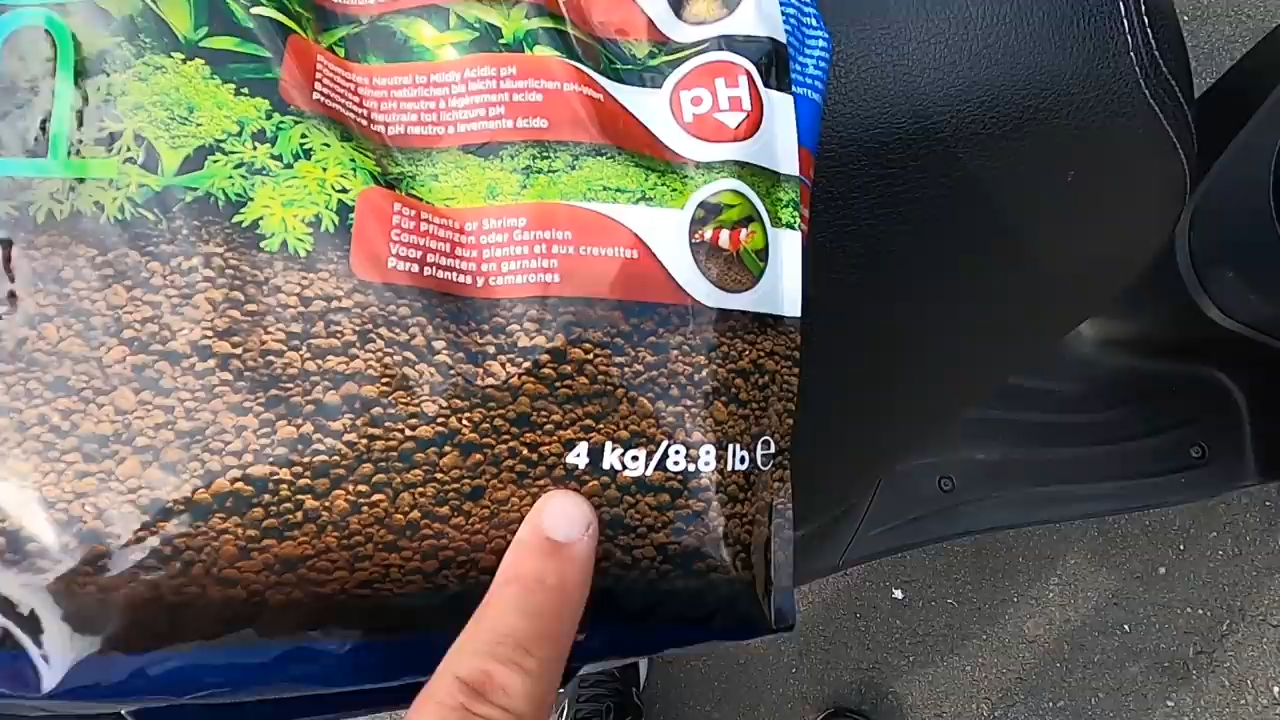 Promotes Neutral to Mildly Acidic pH
Fördert einen natürlichen bis leicht säuerlichen pH-Wert
Favorise un pH neutre à légèrement acide
Bevordert neutrale tot lichtzure pH
Promueve un pH neutro a levemente ácido
pH
For Plants or Shrimp
Für Pflanzen oder Garnelen
Convient aux plantes et aux crevettes
Voor planten en garnalen
Para plantas y camarones
4 kg/8.8 lb e